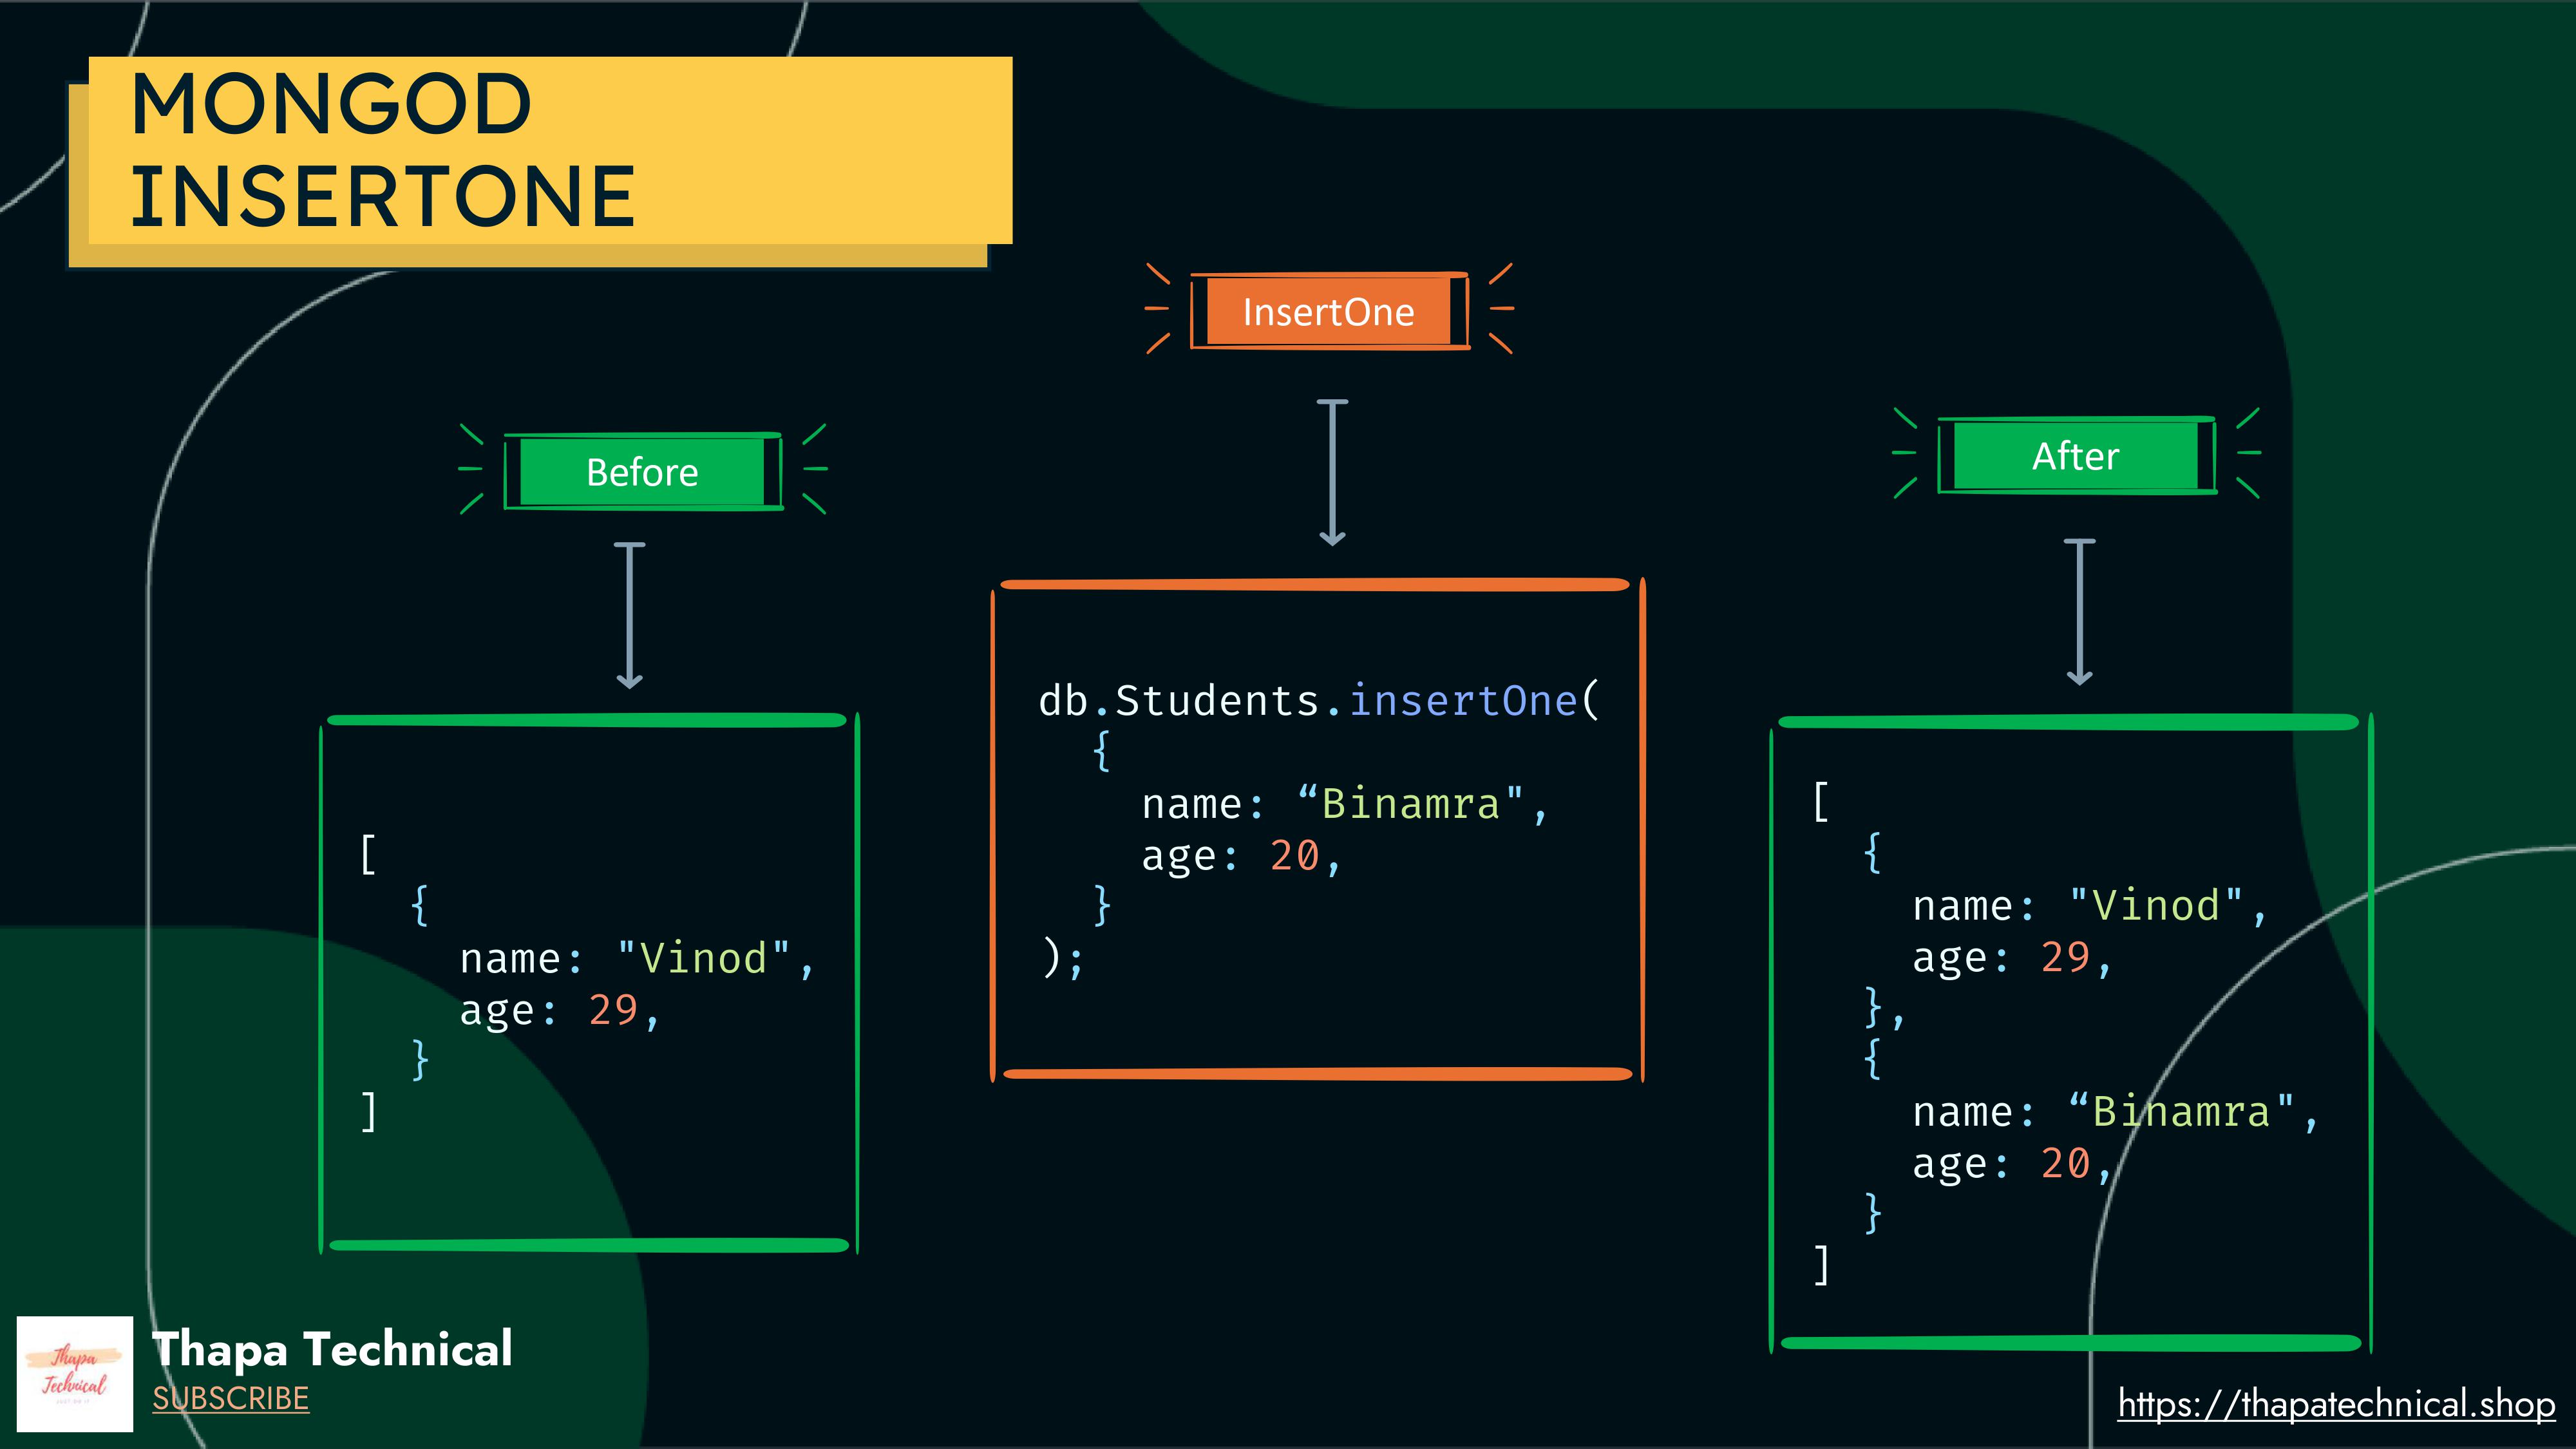 MONGOD
INSERTONE
InsertOne
Before
After
[
  {
    name: "Vinod",
    age: 29,
  }
]
db.Students.insertOne(
  {
    name: “Binamra",
    age: 20,
  }
);
[
  {
    name: "Vinod",
    age: 29,
  },
  {
    name: “Binamra",
    age: 20,
  }
]
Thapa
Technical
Thapa Technical
SUBSCRIBE
https://thapatechnical.shop